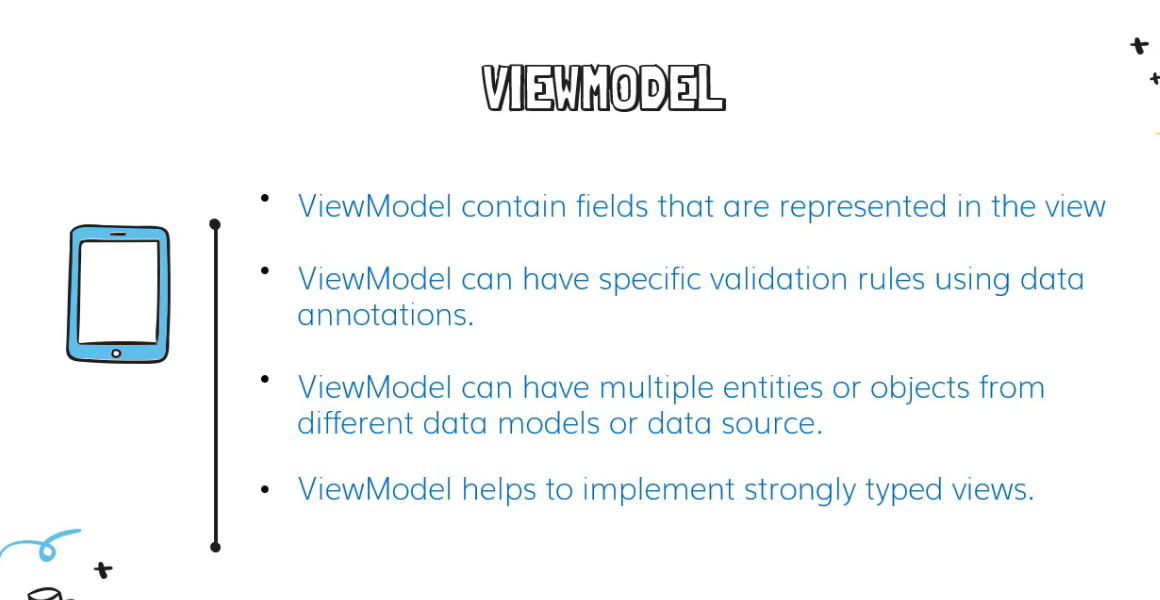 VIEWMODEL
• ViewModel contain fields that are represented in the view
• ViewModel can have specific validation rules using data
annotations.
• ViewModel can have multiple entities or objects from
different data models or data source.
• ViewModel helps to implement strongly typed views.